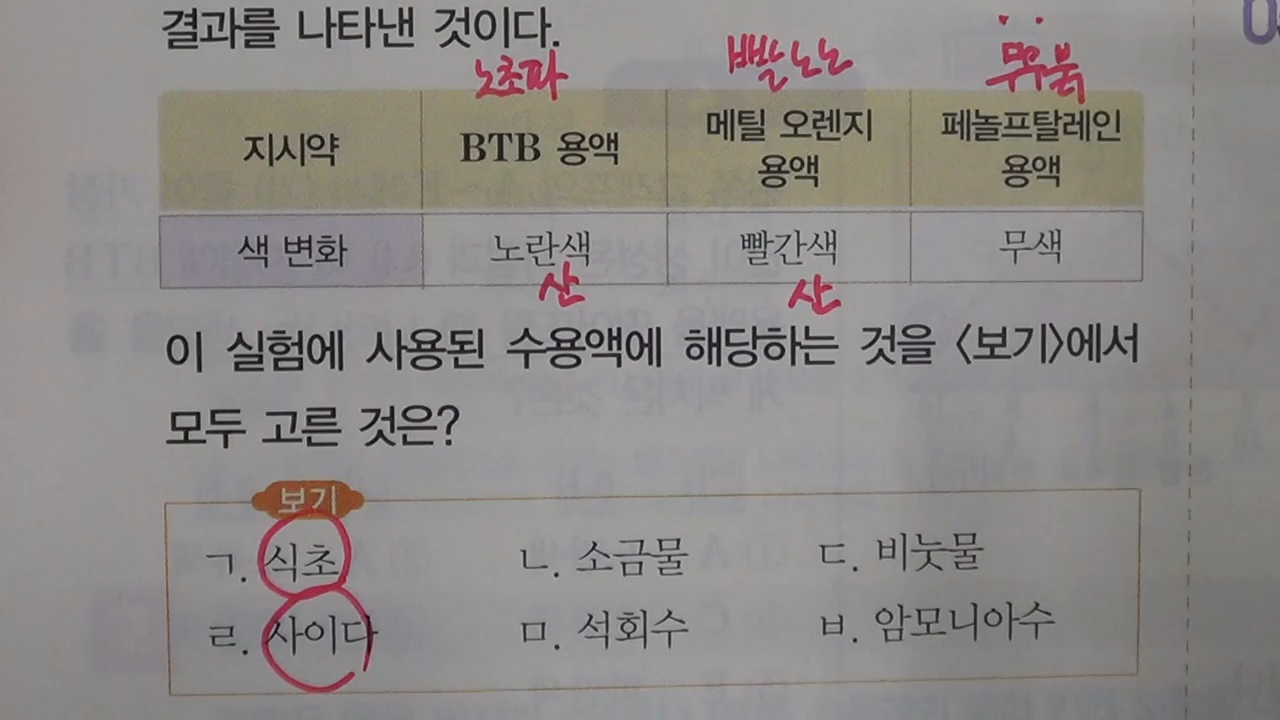 결과를 나타낸 것이다.
노초파 빨노노 무무붉
지시약 BTB 용액 메틸 오렌지 용액 페놀프탈레인 용액
색 변화 노란색 빨간색 무색
산 산
이 실험에 사용된 수용액에 해당하는 것을 〈보기〉에서
모두 고른 것은?
보기
ㄱ. 식초 ㄴ. 소금물 ㄷ. 비눗물
ㄹ. 사이다 ㅁ. 석회수 ㅂ. 암모니아수